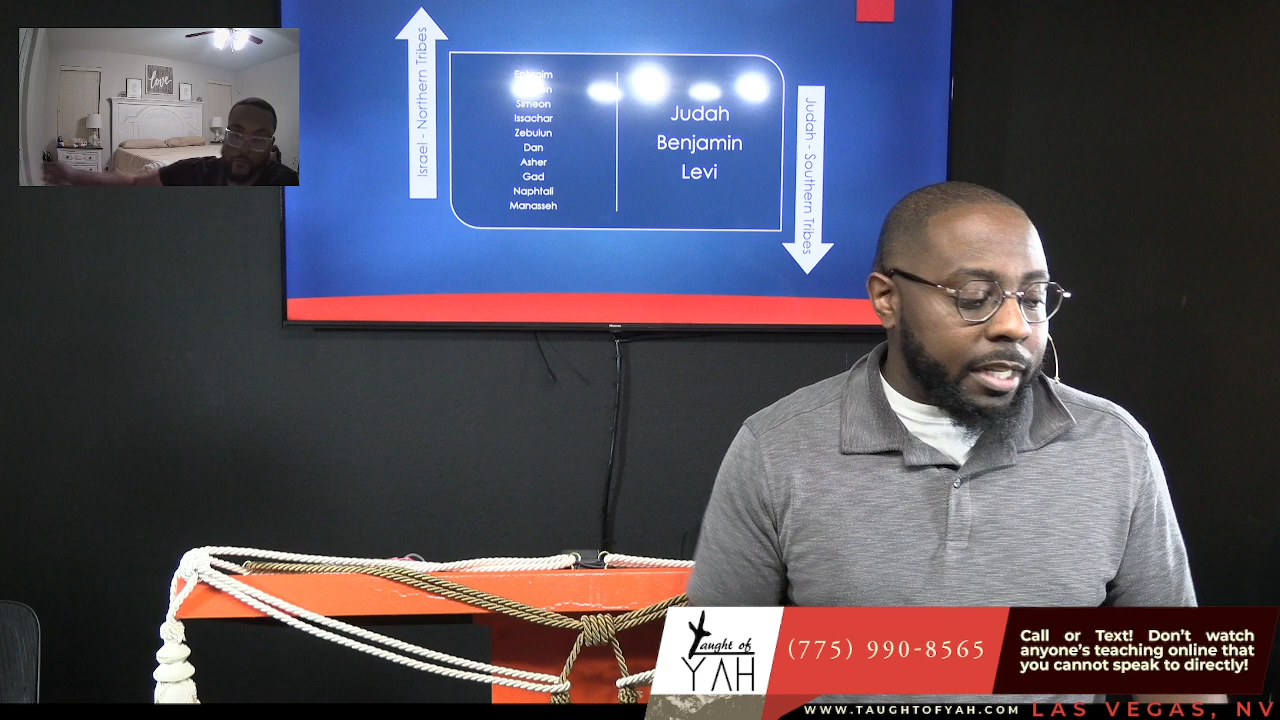 love
Israel - Northern Tribes
Ephraim
Simeon
Issachar
Zebulun
Dan
Asher
Gad
Naphtali
Manasseh
Judah
Benjamin
Levi
Judah - Southern Tribes
Hisense
Taught of
YAH
(775) 990-8565
Call or Text! Don't watch
anyone's teaching online that
you cannot speak to directly!
WWW.TAUGHTOFYAH.COM
LAS VEGAS, NV